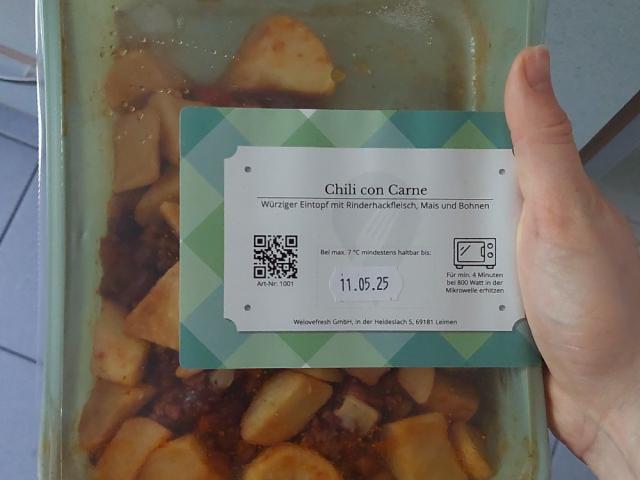 Chili con Carne
Würziger Eintopf mit Rinderhackfleisch, Mais und Bohnen
Bei max. 7 °C mindestens haltbar bis:
11.05.25
Art-Nr: 1001
Für min. 4 Minuten
bei 800 Watt in der
Mikrowelle erhitzen
Welovefresh GmbH, in der Heideslach 5, 69181 Leimen